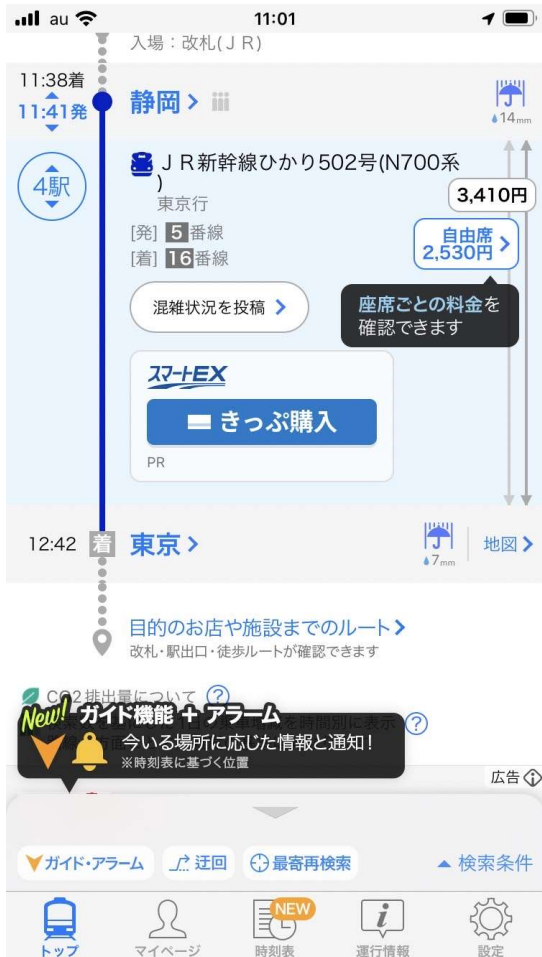 au 11:01
入場：改札(ＪＲ)
11:38着
11:41発
静岡
14mm
4駅
ＪＲ新幹線ひかり502号(N700系
)
東京行
3,410円
[発] 5番線
[着] 16番線
自由席
2,530円
混雑状況を投稿
座席ごとの料金を
確認できます
スマートEX
きっぷ購入
PR
12:42 着 東京
7mm
地図
目的のお店や施設までのルート
改札・駅出口・徒歩ルートが確認できます
CO2排出量について ?
New! ガイド機能 + アラーム
時間別に表示 ?
今いる場所に応じた情報と通知！
※時刻表に基づく位置
広告
ガイド・アラーム 迂回 最寄再検索 検索条件
NEW
トップ マイページ 時刻表 運行情報 設定